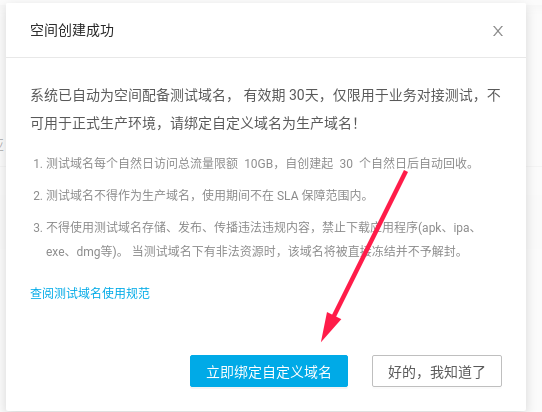 空间创建成功
系统已自动为空间配备测试域名， 有效期 30天，仅限用于业务对接测试，不
可用于正式生产环境，请绑定自定义域名为生产域名！
1. 测试域名每个自然日访问总流量限额 10GB，自创建起 30 个自然日后自动回收。
2. 测试域名不得作为生产域名，使用期间不在 SLA 保障范围内。
3. 不得使用测试域名存储、发布、传播违法违规内容，禁止下载应用程序(apk、ipa、
exe、dmg等)。 当测试域名下有非法资源时，该域名将被直接冻结并不予解封。
查阅测试域名使用规范
立即绑定自定义域名
好的，我知道了